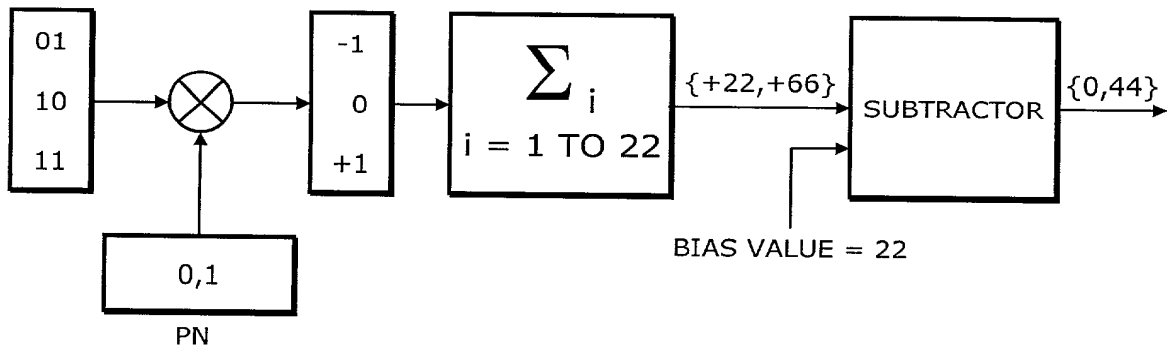 01
10
11
0,1
PN
-1
0
+1
Σ i
i = 1 TO 22
{+22,+66}
SUBTRACTOR
BIAS VALUE = 22
{0,44}